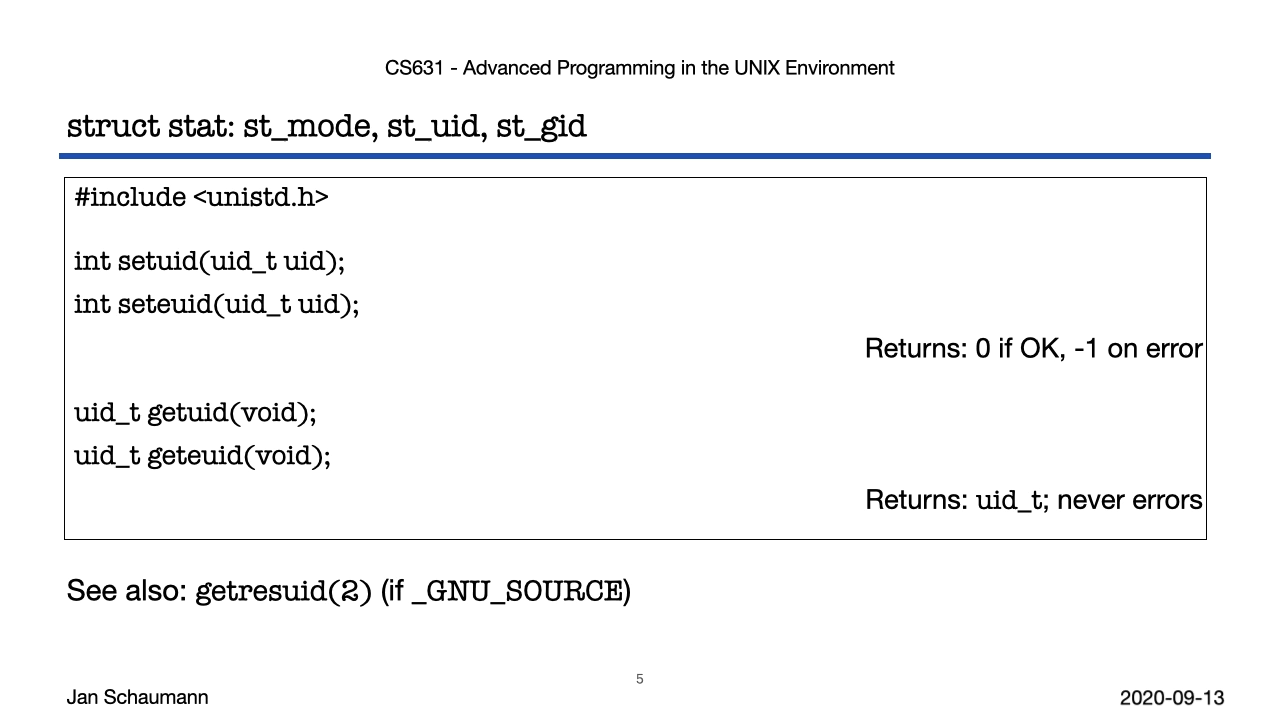 CS631 - Advanced Programming in the UNIX Environment
struct stat: st_mode, st_uid, st_gid
#include <unistd.h>
int setuid(uid_t uid);
int seteuid(uid_t uid);
Returns: 0 if OK, -1 on error
uid_t getuid(void);
uid_t geteuid(void);
Returns: uid_t; never errors
See also: getresuid(2) (if _GNU_SOURCE)
5
Jan Schaumann
2020-09-13